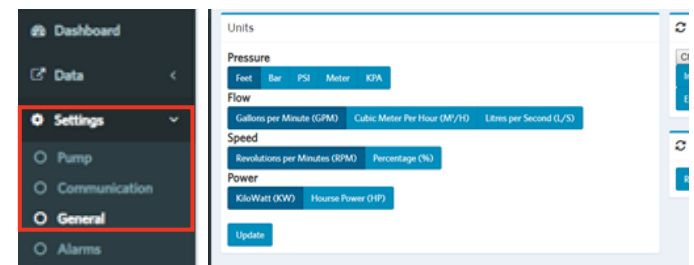 Dashboard
Data
Settings
Pump
Communication
General
Alarms
Units
Pressure
Feet Bar PSI Meter KPA
Flow
Gallons per Minute (GPM) Cubic Meter Per Hour (M³/H) Litres per Second (L/S)
Speed
Revolutions per Minutes (RPM) Percentage (%)
Power
KiloWatt (KW) Hourse Power (HP)
Update